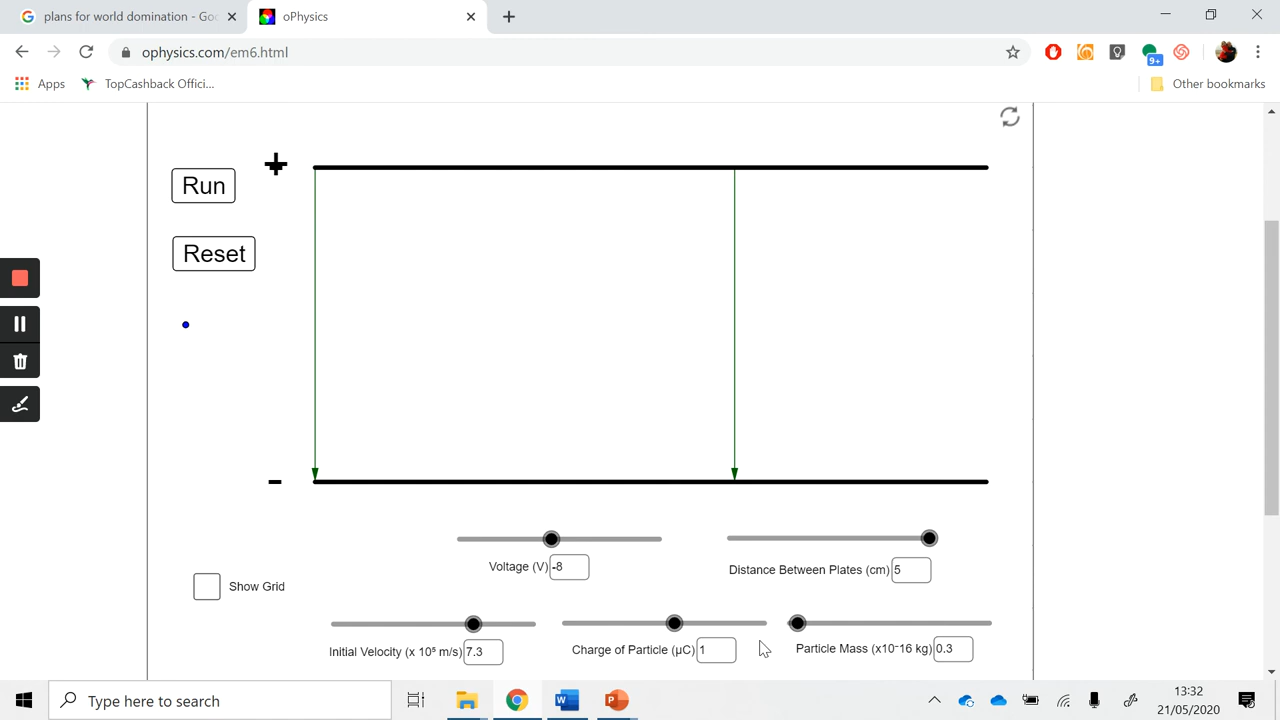 plans for world domination - Goo
oPhysics
ophysics.com/em6.html
9+
Apps
TopCashback Offici...
Other bookmarks
+
Run
Reset
-
Voltage (V) -8
Distance Between Plates (cm) 5
Show Grid
Initial Velocity (x 10⁵ m/s) 7.3
Charge of Particle (µC) 1
Particle Mass (x10⁻16 kg) 0.3
Type here to search
13:32
21/05/2020